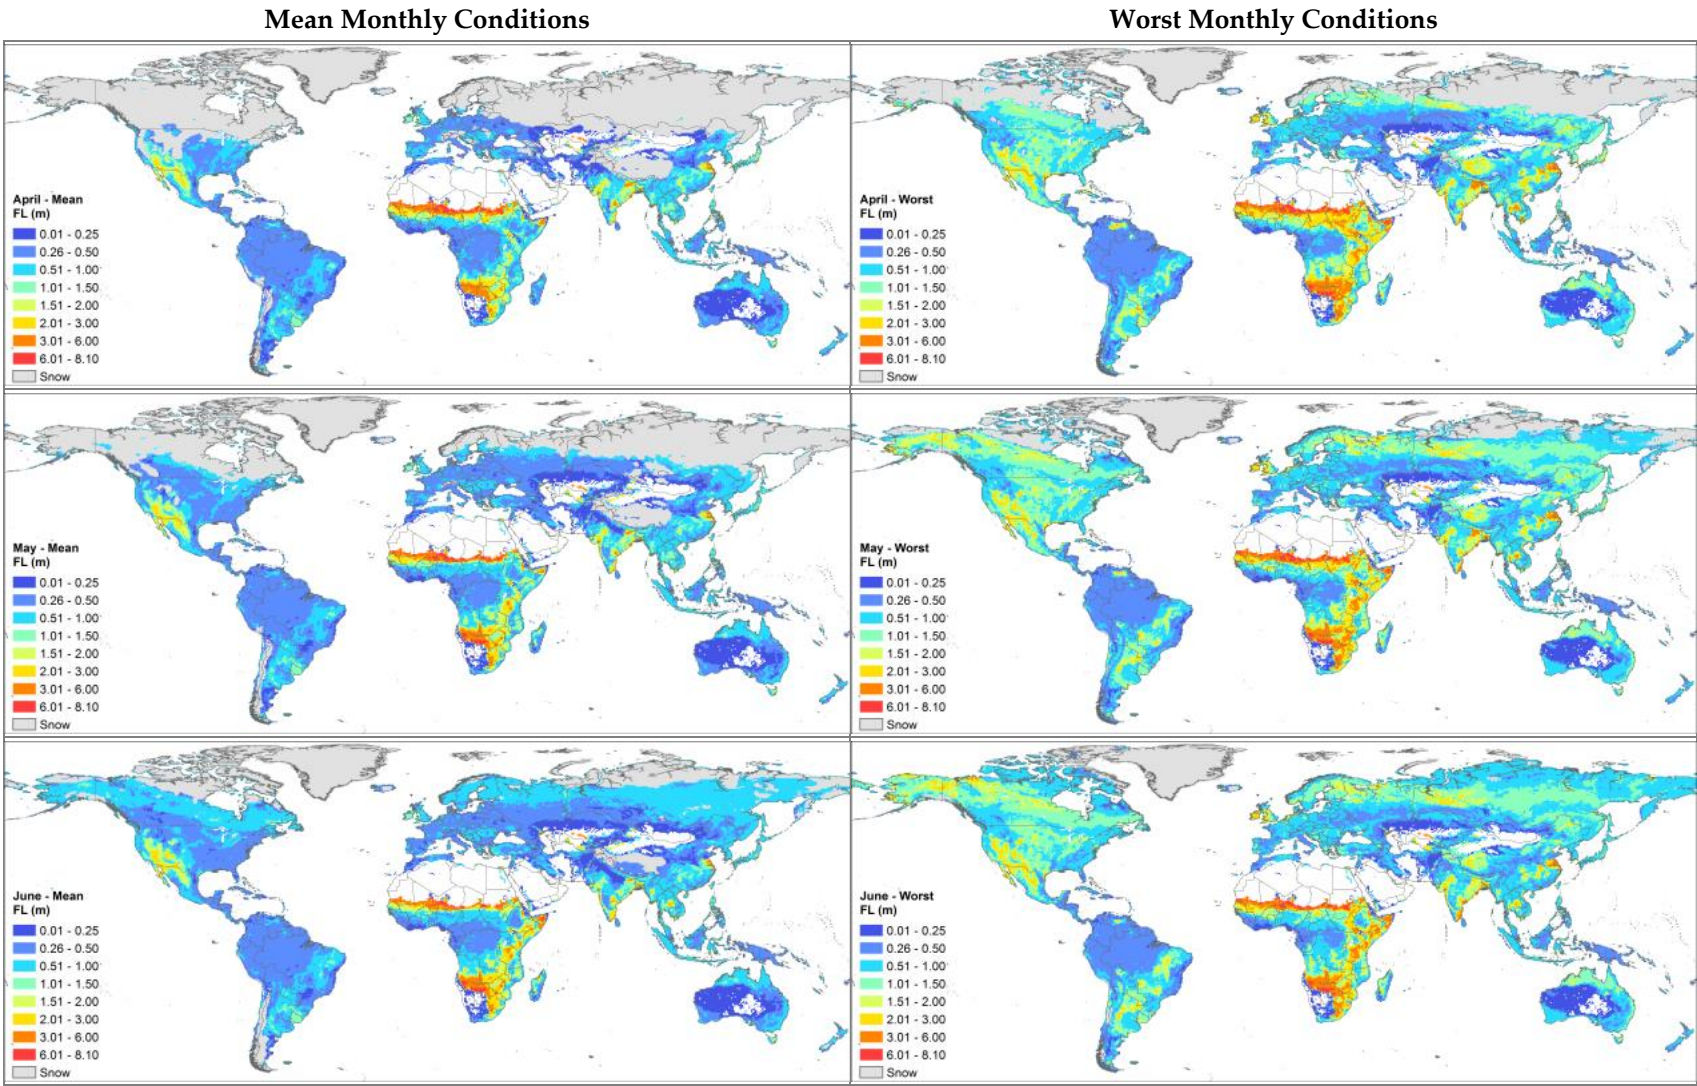 Mean Monthly Conditions
Worst Monthly Conditions
April - Mean
FL (m)
0.01 - 0.25
0.26 - 0.50
0.51 - 1.00
1.01 - 1.50
1.51 - 2.00
2.01 - 3.00
3.01 - 6.00
6.01 - 8.10
Snow
April - Worst
FL (m)
0.01 - 0.25
0.26 - 0.50
0.51 - 1.00
1.01 - 1.50
1.51 - 2.00
2.01 - 3.00
3.01 - 6.00
6.01 - 8.10
Snow
May - Mean
FL (m)
0.01 - 0.25
0.26 - 0.50
0.51 - 1.00
1.01 - 1.50
1.51 - 2.00
2.01 - 3.00
3.01 - 6.00
6.01 - 8.10
Snow
May - Worst
FL (m)
0.01 - 0.25
0.26 - 0.50
0.51 - 1.00
1.01 - 1.50
1.51 - 2.00
2.01 - 3.00
3.01 - 6.00
6.01 - 8.10
Snow
June - Mean
FL (m)
0.01 - 0.25
0.26 - 0.50
0.51 - 1.00
1.01 - 1.50
1.51 - 2.00
2.01 - 3.00
3.01 - 6.00
6.01 - 8.10
Snow
June - Worst
FL (m)
0.01 - 0.25
0.26 - 0.50
0.51 - 1.00
1.01 - 1.50
1.51 - 2.00
2.01 - 3.00
3.01 - 6.00
6.01 - 8.10
Snow